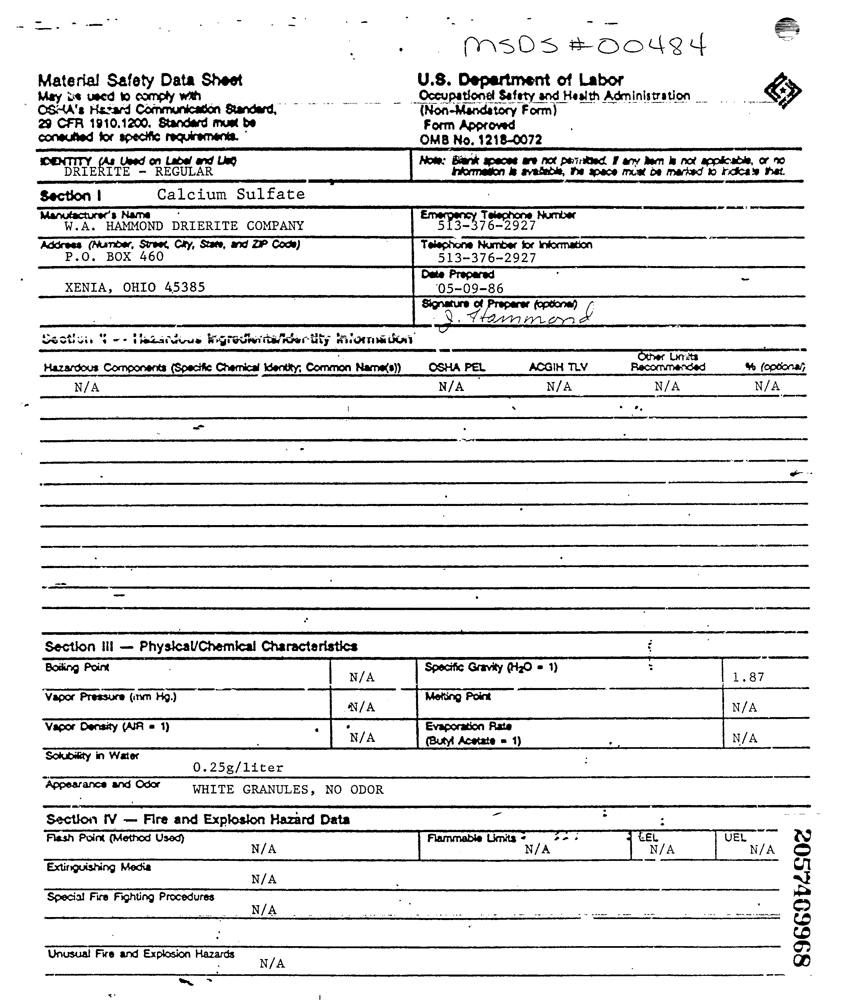 MSDS #00484
Material Safety Data Sheet
May be used to comply with
OSHA's Hazard Communication Standard,
29 CFR 1910.1200. Standard must be
consulted for specific requirements.
U.S. Department of Labor
Occupational Safety and Health Administration
(Non-Mandatory Form)
Form Approved
OMB No. 1218-0072
IDENTITY (As Used on Label and List)
DRIERITE - REGULAR
Note: Blank spaces are not permitted. If any item is not applicable, or no
information is available, the space must be marked to indicate that.
Section I Calcium Sulfate
Manufacturer's Name
W.A. HAMMOND DRIERITE COMPANY
Emergency Telephone Number
513-376-2927
Address (Number, Street, City, State, and ZIP Code)
P.O. BOX 460
Telephone Number for Information
513-376-2927
XENIA, OHIO 45385
Date Prepared
05-09-86
Signature of Preparer (optional)
J. Hammond
Section II — Hazardous Ingredients/Identity Information
Hazardous Components (Specific Chemical Identity; Common Name(s)) OSHA PEL ACGIH TLV Other Limits Recommended % (optional)
N/A N/A N/A N/A N/A
Section III — Physical/Chemical Characteristics
Boiling Point N/A Specific Gravity (H2O = 1) 1.87
Vapor Pressure (mm Hg.) N/A Melting Point N/A
Vapor Density (AIR = 1) N/A Evaporation Rate (Butyl Acetate = 1) N/A
Solubility in Water
0.25g/liter
Appearance and Odor
WHITE GRANULES, NO ODOR
Section IV — Fire and Explosion Hazard Data
Flash Point (Method Used) N/A Flammable Limits N/A LEL N/A UEL N/A
Extinguishing Media
N/A
Special Fire Fighting Procedures
N/A
Unusual Fire and Explosion Hazards
N/A
2057409968